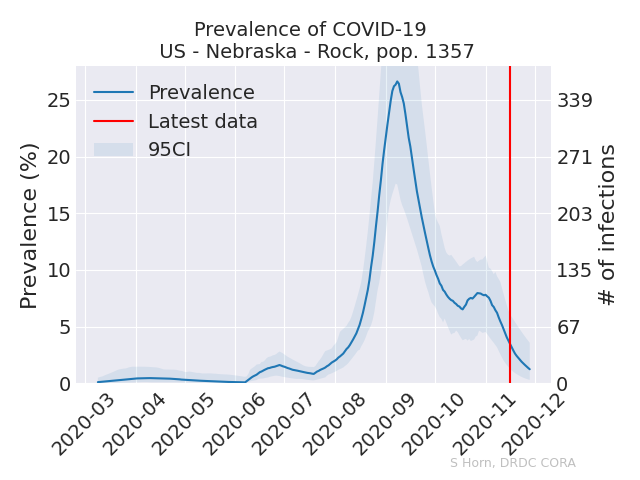 Prevalence of COVID-19
US - Nebraska - Rock, pop. 1357
Prevalence
Latest data
95CI
Prevalence (%)
25
20
15
10
5
0
# of infections
339
271
203
135
67
0
2020-03
2020-04
2020-05
2020-06
2020-07
2020-08
2020-09
2020-10
2020-11
2020-12
S Horn, DRDC CORA